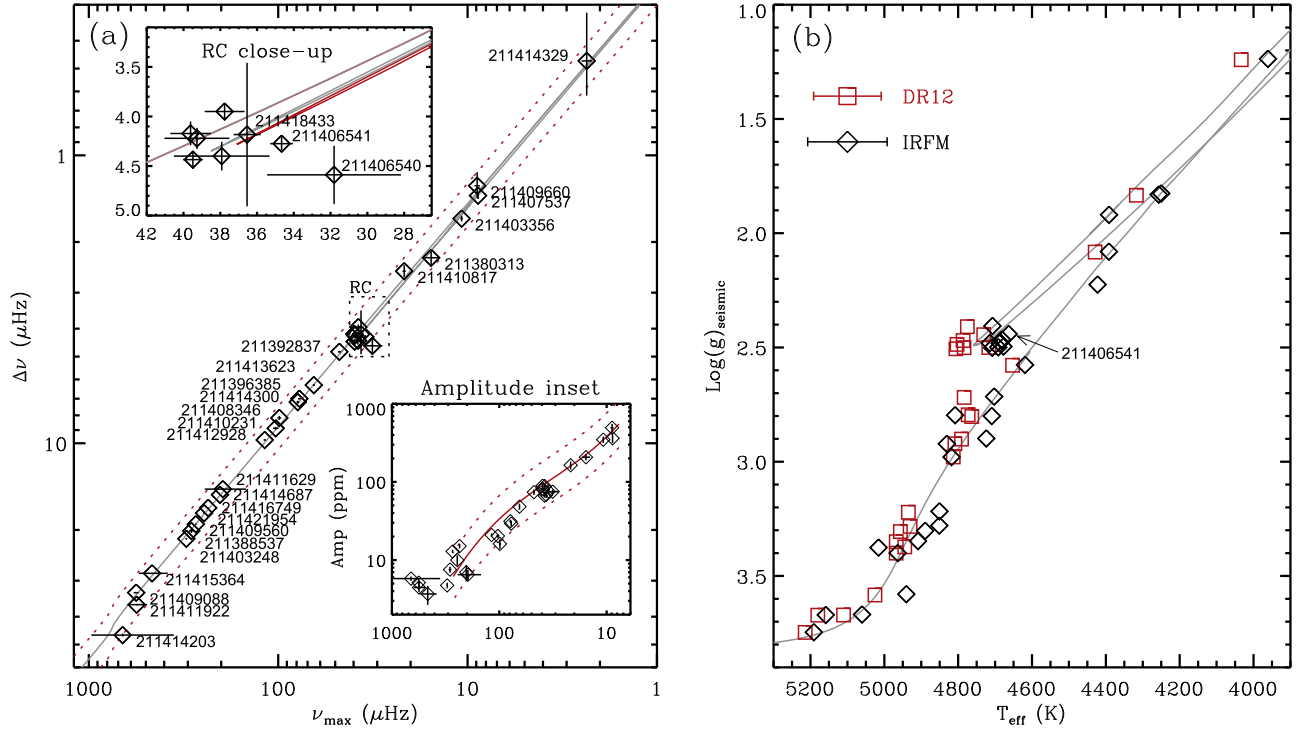 (a)
RC close-up
3.5
4.0
4.5
5.0
42 40 38 36 34 32 30 28
211418433
211406541
211406540
211414329
211409660
211407537
211403356
211380313
211410817
RC
211392837
211413623
211396385
211414300
211408346
211410231
211412928
211411629
211414687
211416749
211421954
211409560
211388537
211403248
211415364
211409088
211411922
211414203
Amplitude inset
Amp (ppm)
1000
100
10
1000 100 10
Δν (μHz)
1
10
1000 100 10 1
νmax (μHz)
(b)
DR12
IRFM
211406541
Log(g)seismic
1.0
1.5
2.0
2.5
3.0
3.5
5200 5000 4800 4600 4400 4200 4000
Teff (K)